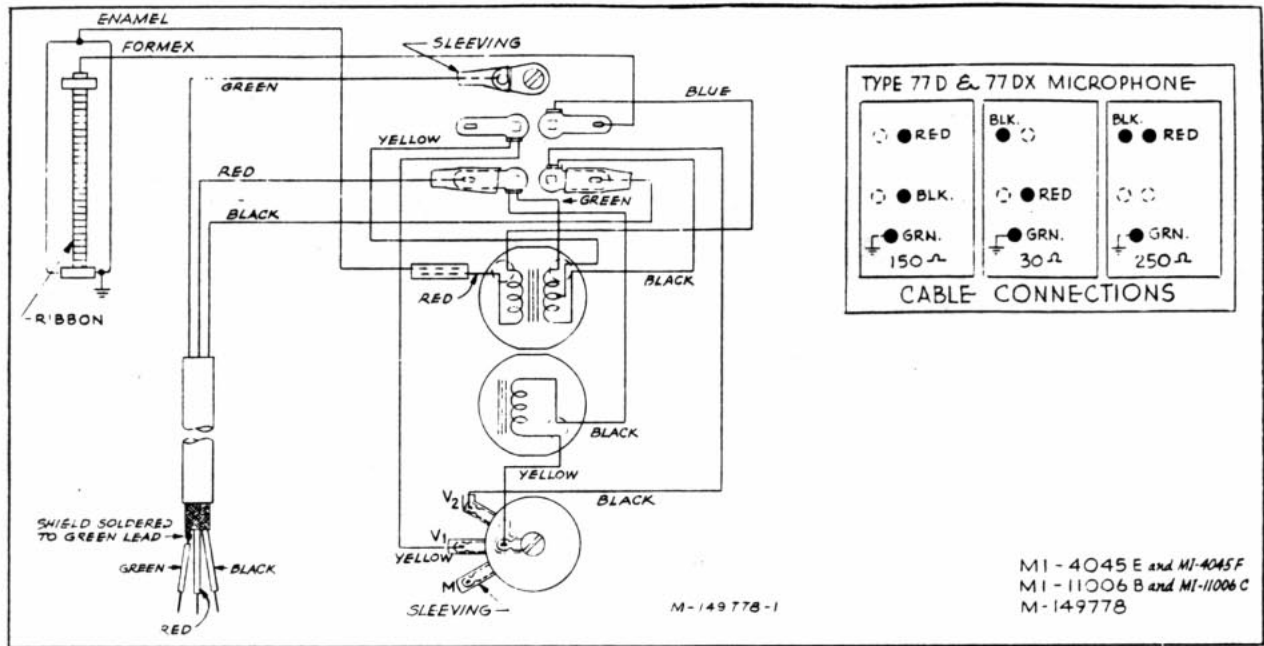 ENAMEL
FORMEX
SLEEVING
GREEN
BLUE
YELLOW
RED
GREEN
BLACK
BLACK
RED
RIBBON
BLACK
YELLOW
BLACK
V2
V1
YELLOW
M
SLEEVING
SHIELD SOLDERED
TO GREEN LEAD
GREEN
BLACK
RED
M-149778-1
TYPE 77D & 77DX MICROPHONE
RED
BLK.
GRN.
150 Ω
BLK.
RED
GRN.
30 Ω
BLK.
RED
GRN.
250 Ω
CABLE CONNECTIONS
MI-4045E and MI-4045F
MI-11006B and MI-11006C
M-149778